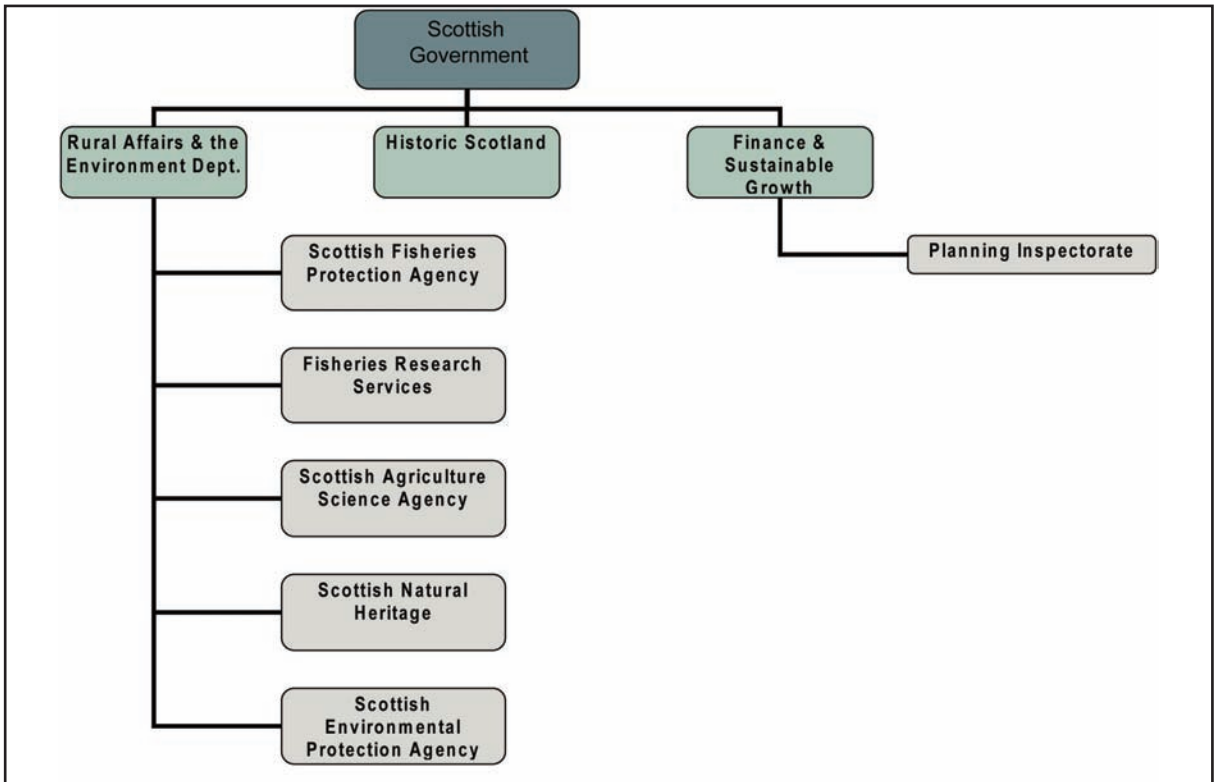 Scottish
Government
Rural Affairs & the
Environment Dept.
Historic Scotland
Finance &
Sustainable
Growth
Scottish Fisheries
Protection Agency
Planning Inspectorate
Fisheries Research
Services
Scottish Agriculture
Science Agency
Scottish Natural
Heritage
Scottish
Environmental
Protection Agency